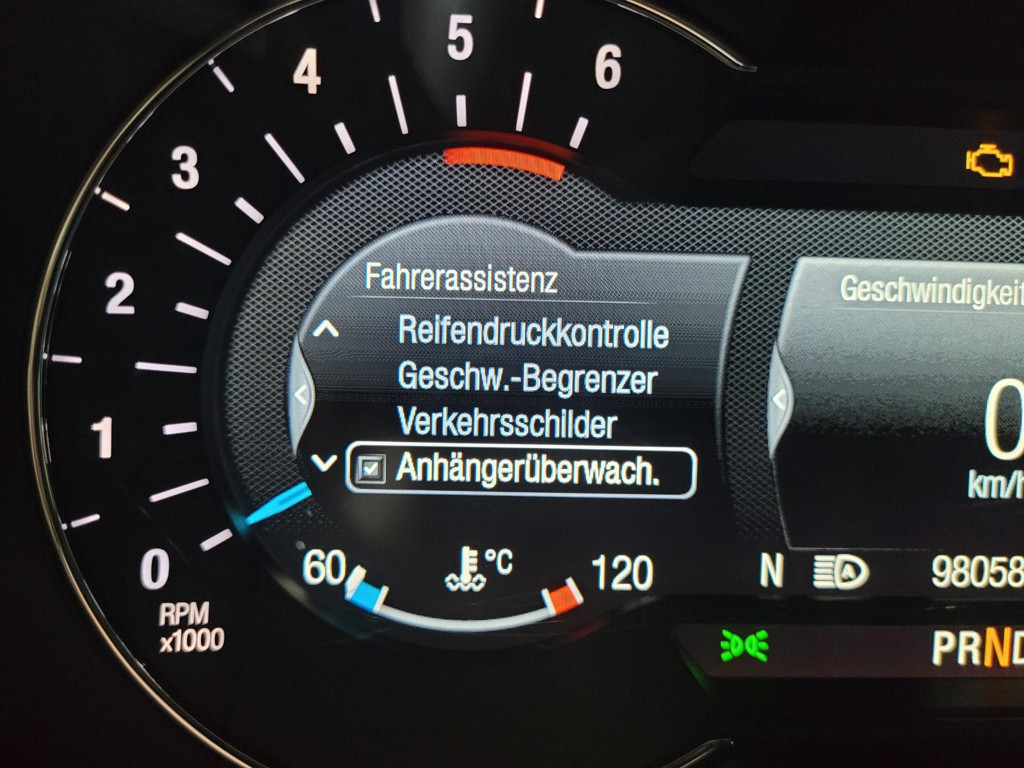 5
4
6
3
2
1
0
RPM
x1000
Fahrerassistenz
Reifendruckkontrolle
Geschw.-Begrenzer
Verkehrsschilder
Anhängerüberwach.
60
°C
120
Geschwindigkeit
0
km/h
N
A
98058
PRND